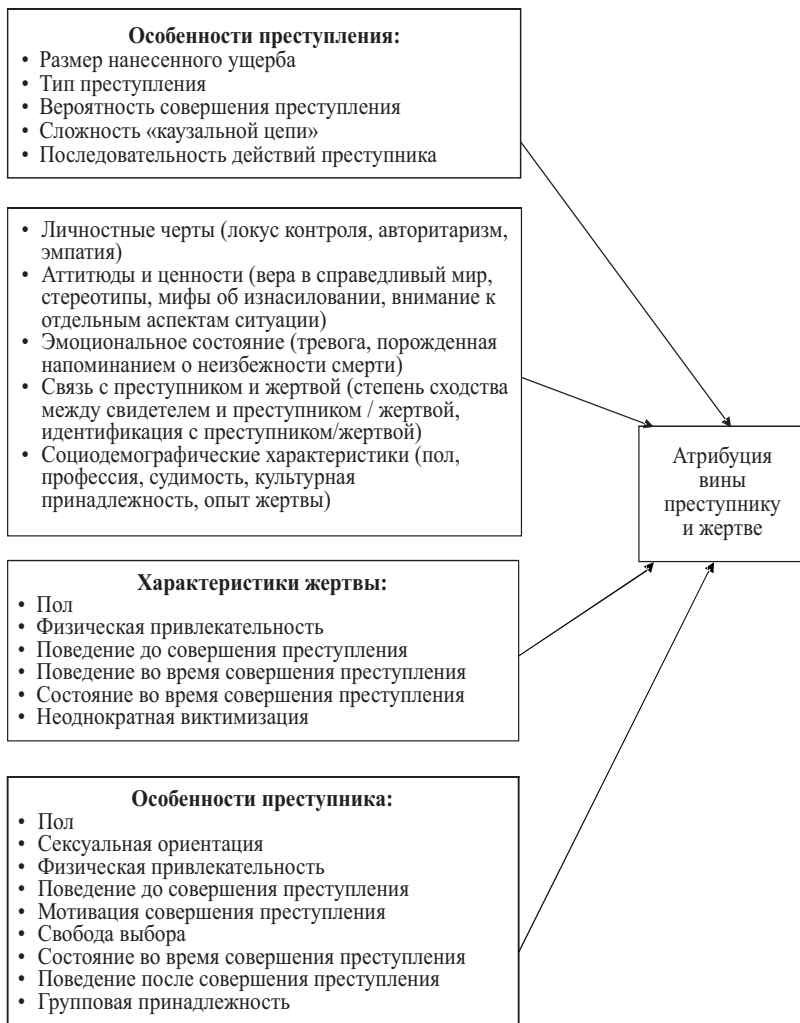 Особенности преступления:
• Размер нанесенного ущерба
• Тип преступления
• Вероятность совершения преступления
• Сложность «каузальной цепи»
• Последовательность действий преступника
• Личностные черты (локус контроля, авторитаризм,
эмпатия)
• Аттитюды и ценности (вера в справедливый мир,
стереотипы, мифы об изнасиловании, внимание к
отдельным аспектам ситуации)
• Эмоциональное состояние (тревога, порожденная
напоминанием о неизбежности смерти)
• Связь с преступником и жертвой (степень сходства
между свидетелем и преступником / жертвой,
идентификация с преступником/жертвой)
• Социодемографические характеристики (пол,
профессия, судимость, культурная
принадлежность, опыт жертвы)
Атрибуция
вины
преступнику
и жертве
Характеристики жертвы:
• Пол
• Физическая привлекательность
• Поведение до совершения преступления
• Поведение во время совершения преступления
• Состояние во время совершения преступления
• Неоднократная виктимизация
Особенности преступника:
• Пол
• Сексуальная ориентация
• Физическая привлекательность
• Поведение до совершения преступления
• Мотивация совершения преступления
• Свобода выбора
• Состояние во время совершения преступления
• Поведение после совершения преступления
• Групповая принадлежность